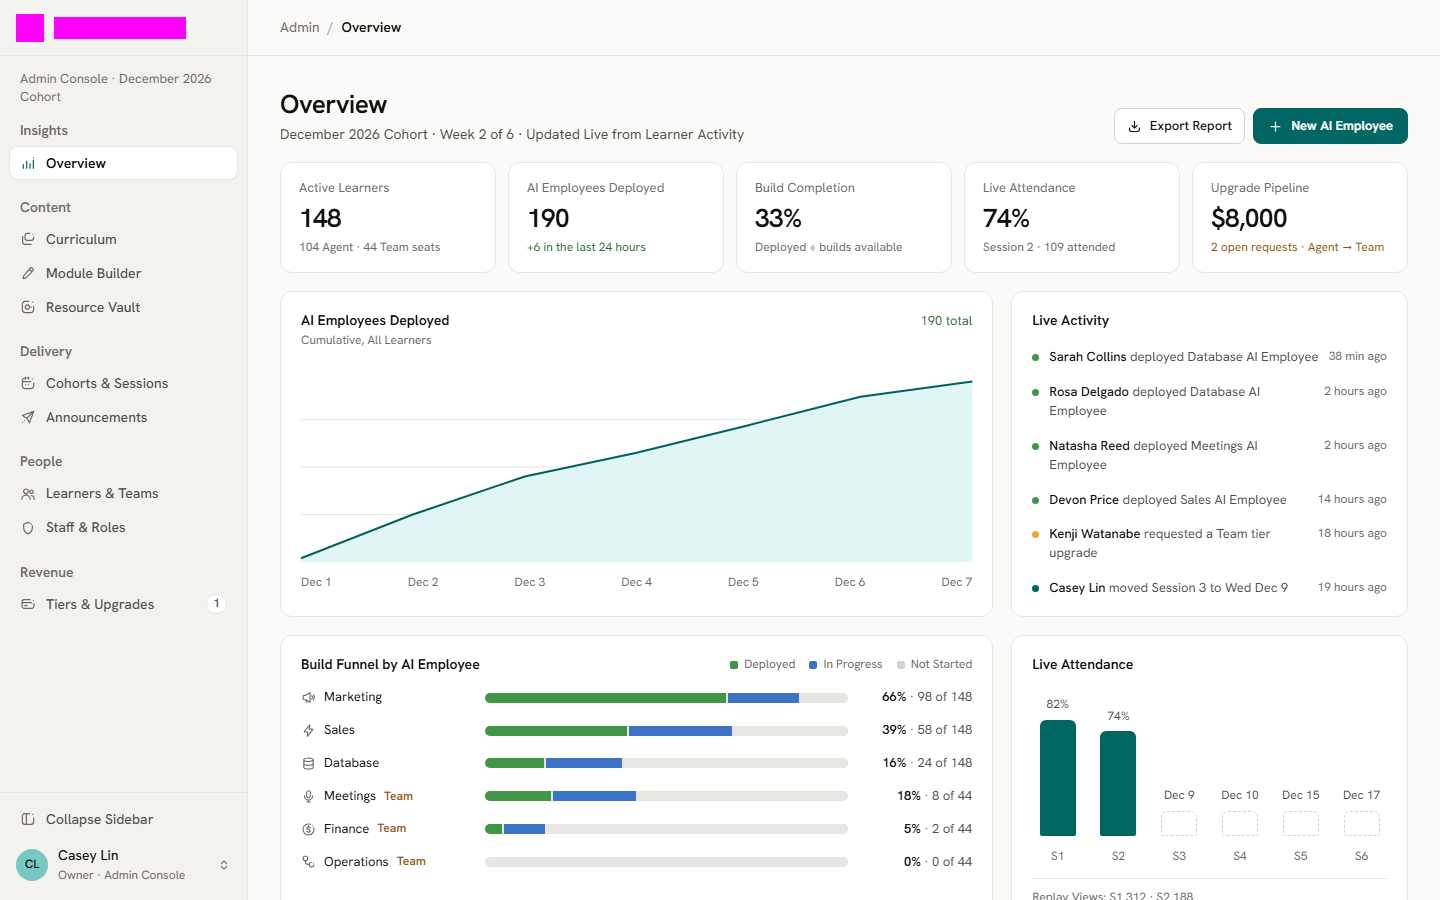 Admin Console · December 2026
Cohort
Insights
Overview
Content
Curriculum
Module Builder
Resource Vault
Delivery
Cohorts & Sessions
Announcements
People
Learners & Teams
Staff & Roles
Revenue
Tiers & Upgrades 1
Collapse Sidebar
CL
Casey Lin
Owner · Admin Console
Admin / Overview
Overview
December 2026 Cohort · Week 2 of 6 · Updated Live from Learner Activity
Export Report
New AI Employee
Active Learners
148
104 Agent · 44 Team seats
AI Employees Deployed
190
+6 in the last 24 hours
Build Completion
33%
Deployed ÷ builds available
Live Attendance
74%
Session 2 · 109 attended
Upgrade Pipeline
$8,000
2 open requests · Agent → Team
AI Employees Deployed
190 total
Cumulative, All Learners
Dec 1 Dec 2 Dec 3 Dec 4 Dec 5 Dec 6 Dec 7
Live Activity
Sarah Collins deployed Database AI Employee 38 min ago
Rosa Delgado deployed Database AI 2 hours ago
Employee
Natasha Reed deployed Meetings AI 2 hours ago
Employee
Devon Price deployed Sales AI Employee 14 hours ago
Kenji Watanabe requested a Team tier 18 hours ago
upgrade
Casey Lin moved Session 3 to Wed Dec 9 19 hours ago
Build Funnel by AI Employee
Deployed In Progress Not Started
Marketing 66% · 98 of 148
Sales 39% · 58 of 148
Database 16% · 24 of 148
Meetings Team 18% · 8 of 44
Finance Team 5% · 2 of 44
Operations Team 0% · 0 of 44
Live Attendance
82% 74% Dec 9 Dec 10 Dec 15 Dec 17
S1 S2 S3 S4 S5 S6
Replay Views: S1 312 · S2 188